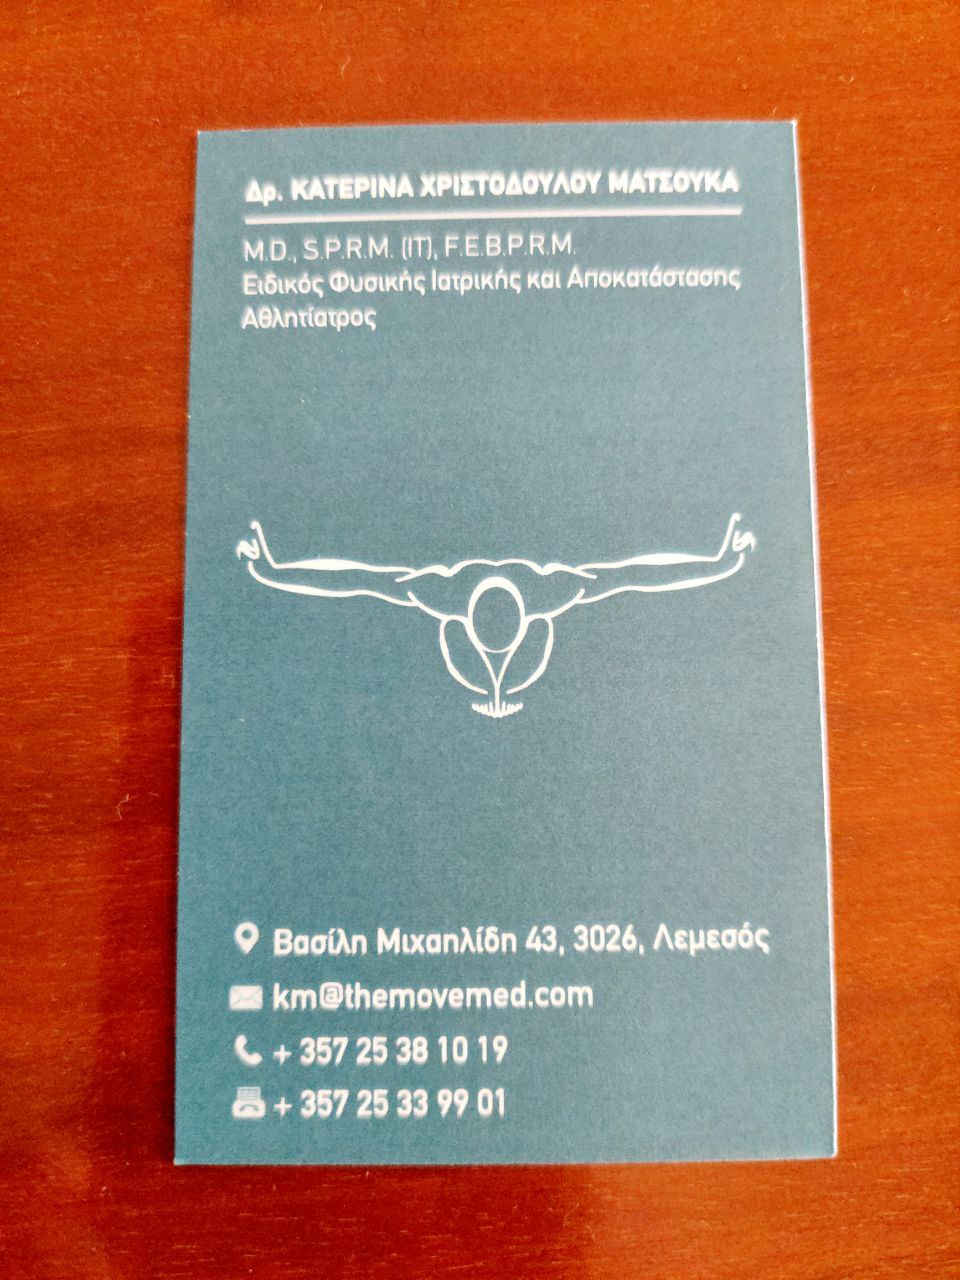 Δρ. ΚΑΤΕΡΙΝΑ ΧΡΙΣΤΟΔΟΥΛΟΥ ΜΑΤΣΟΥΚΑ
M.D., S.P.R.M. (IT), F.E.B.P.R.M.
Ειδικός Φυσικής Ιατρικής και Αποκατάστασης
Αθλητίατρος
Βασίλη Μιχαηλίδη 43, 3026, Λεμεσός
km@themovemed.com
+ 357 25 38 10 19
+ 357 25 33 99 01